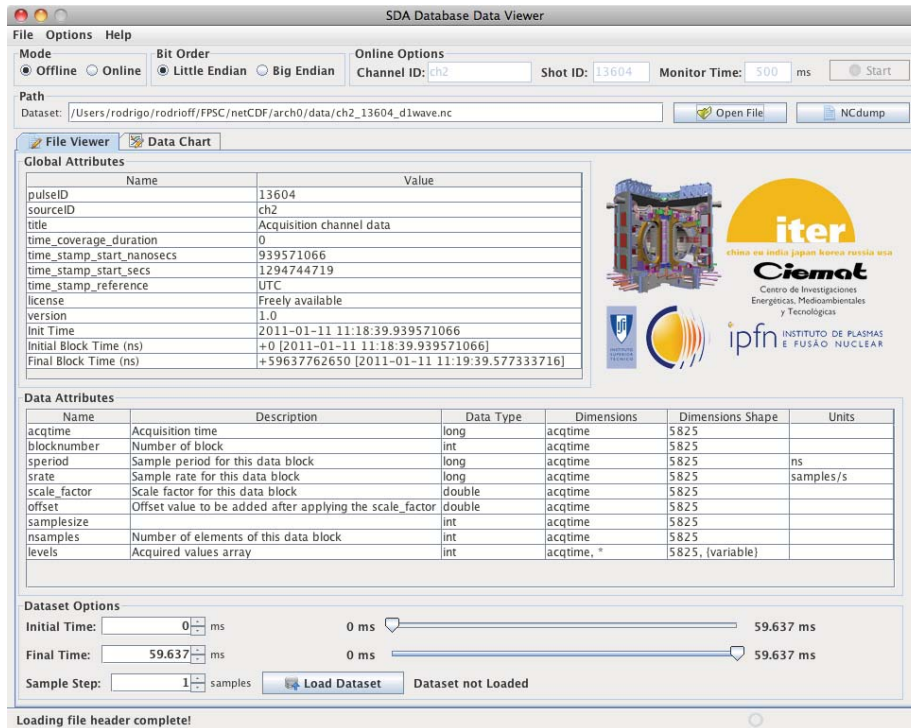 SDA Database Data Viewer
File Options Help
Mode Bit Order Online Options
Offline Online Little Endian Big Endian Channel ID: ch2 Shot ID: 13604 Monitor Time: 500 ms Start
Path
Dataset: /Users/rodrigo/rodrioff/FPSC/netCDF/arch0/data/ch2_13604_d1wave.nc Open File NCdump
File Viewer Data Chart
Global Attributes
Name Value
pulseID 13604
sourceID ch2
title Acquisition channel data
time_coverage_duration 0
time_stamp_start_nanosecs 939571066
time_stamp_start_secs 1294744719
time_stamp_reference UTC
license Freely available
version 1.0
Init Time 2011-01-11 11:18:39.939571066
Initial Block Time (ns) +0 [2011-01-11 11:18:39.939571066]
Final Block Time (ns) +59637762650 [2011-01-11 11:19:39.577333716]
iter
china eu india japan korea russia usa
Ciemat
Centro de Investigaciones
Energéticas, Medioambientales
y Tecnológicas
INSTITUTO
SUPERIOR
TÉCNICO
ipfn INSTITUTO DE PLASMAS
E FUSÃO NUCLEAR
Data Attributes
Name Description Data Type Dimensions Dimensions Shape Units
acqtime Acquisition time long acqtime 5825
blocknumber Number of block int acqtime 5825
speriod Sample period for this data block long acqtime 5825 ns
srate Sample rate for this data block long acqtime 5825 samples/s
scale_factor Scale factor for this data block double acqtime 5825
offset Offset value to be added after applying the scale_factor double acqtime 5825
samplesize int acqtime 5825
nsamples Number of elements of this data block int acqtime 5825
levels Acquired values array int acqtime, * 5825, {variable}
Dataset Options
Initial Time: 0 ms 0 ms 59.637 ms
Final Time: 59.637 ms 0 ms 59.637 ms
Sample Step: 1 samples Load Dataset Dataset not Loaded
Loading file header complete!